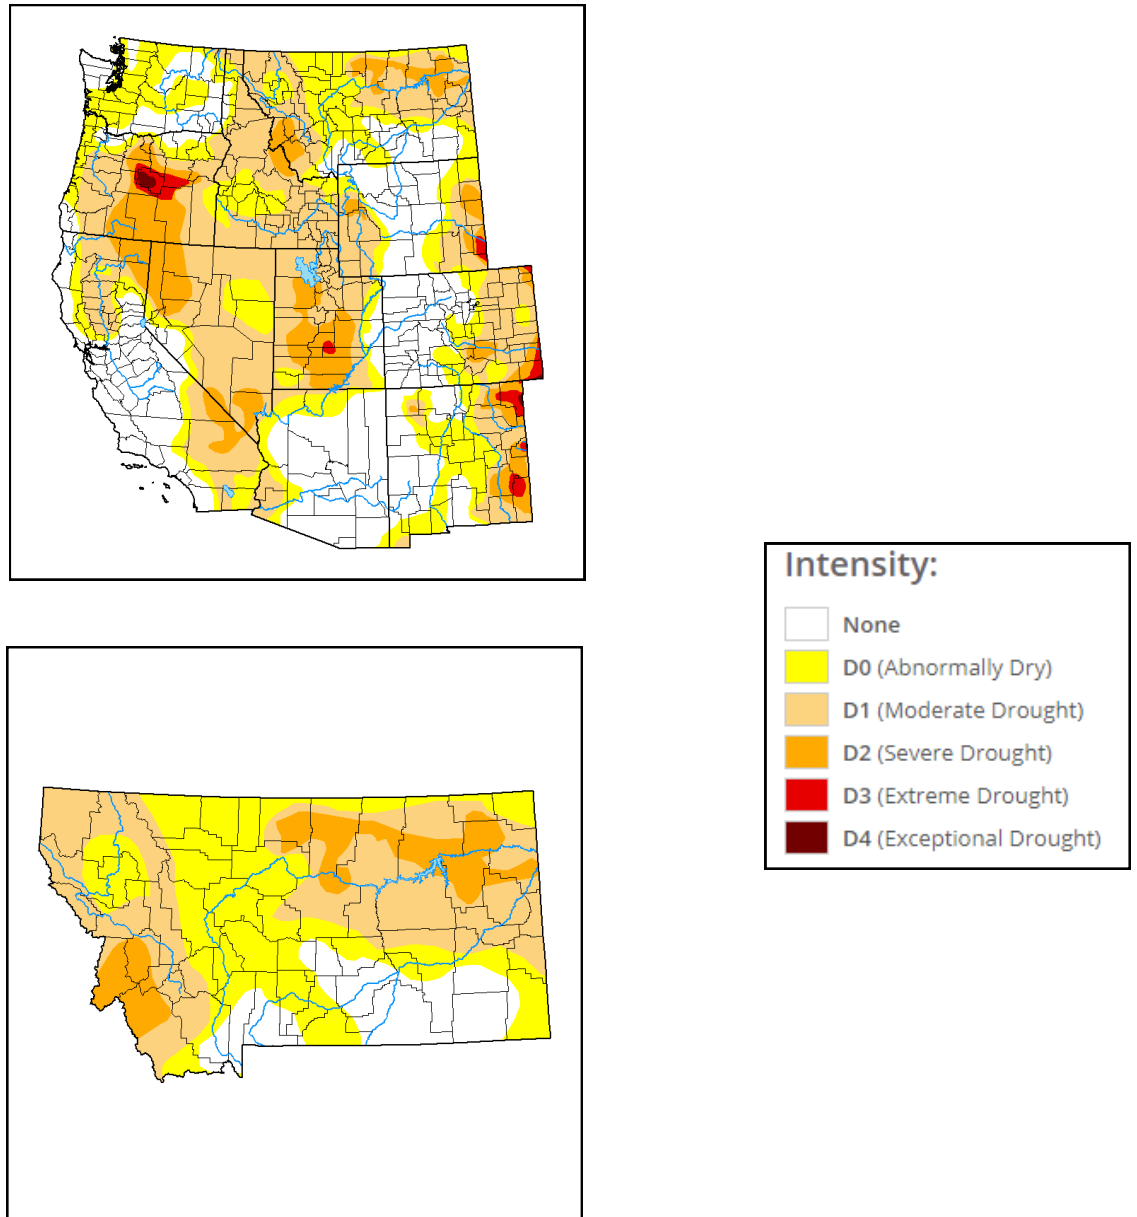 Intensity:
None
D0 (Abnormally Dry)
D1 (Moderate Drought)
D2 (Severe Drought)
D3 (Extreme Drought)
D4 (Exceptional Drought)